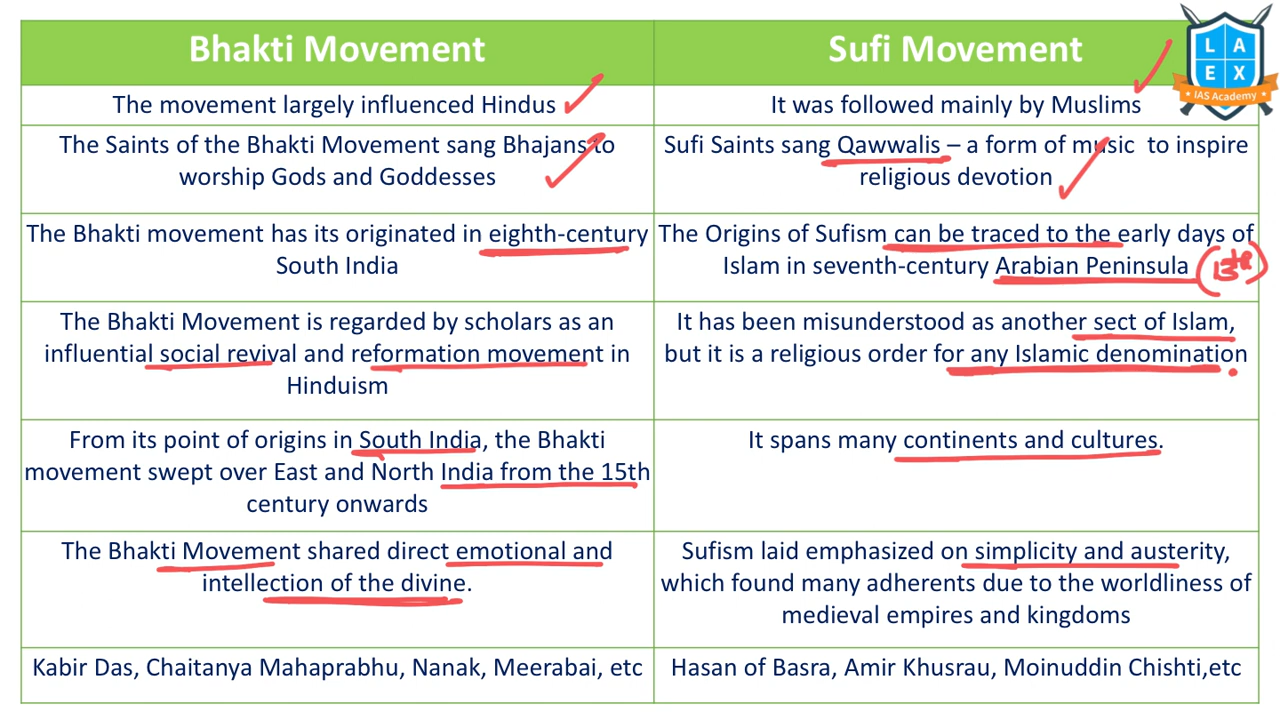 Bhakti Movement
Sufi Movement
LAEX
IAS Academy
The movement largely influenced Hindus
It was followed mainly by Muslims
The Saints of the Bhakti Movement sang Bhajans to
worship Gods and Goddesses
Sufi Saints sang Qawwalis – a form of music to inspire
religious devotion
The Bhakti movement has its originated in eighth-century
South India
The Origins of Sufism can be traced to the early days of
Islam in seventh-century Arabian Peninsula
The Bhakti Movement is regarded by scholars as an
influential social revival and reformation movement in
Hinduism
It has been misunderstood as another sect of Islam,
but it is a religious order for any Islamic denomination
From its point of origins in South India, the Bhakti
movement swept over East and North India from the 15th
century onwards
It spans many continents and cultures.
The Bhakti Movement shared direct emotional and
intellection of the divine.
Sufism laid emphasized on simplicity and austerity,
which found many adherents due to the worldliness of
medieval empires and kingdoms
Kabir Das, Chaitanya Mahaprabhu, Nanak, Meerabai, etc
Hasan of Basra, Amir Khusrau, Moinuddin Chishti,etc